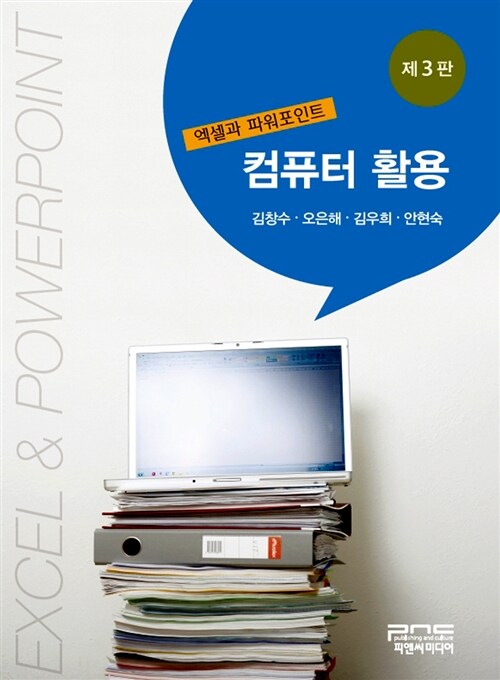 제3판
엑셀과 파워포인트
컴퓨터 활용
김창수 · 오은해 · 김우희 · 안현숙
EXCEL & POWERPOINT
pnc
publishing and culture
피앤씨미디어